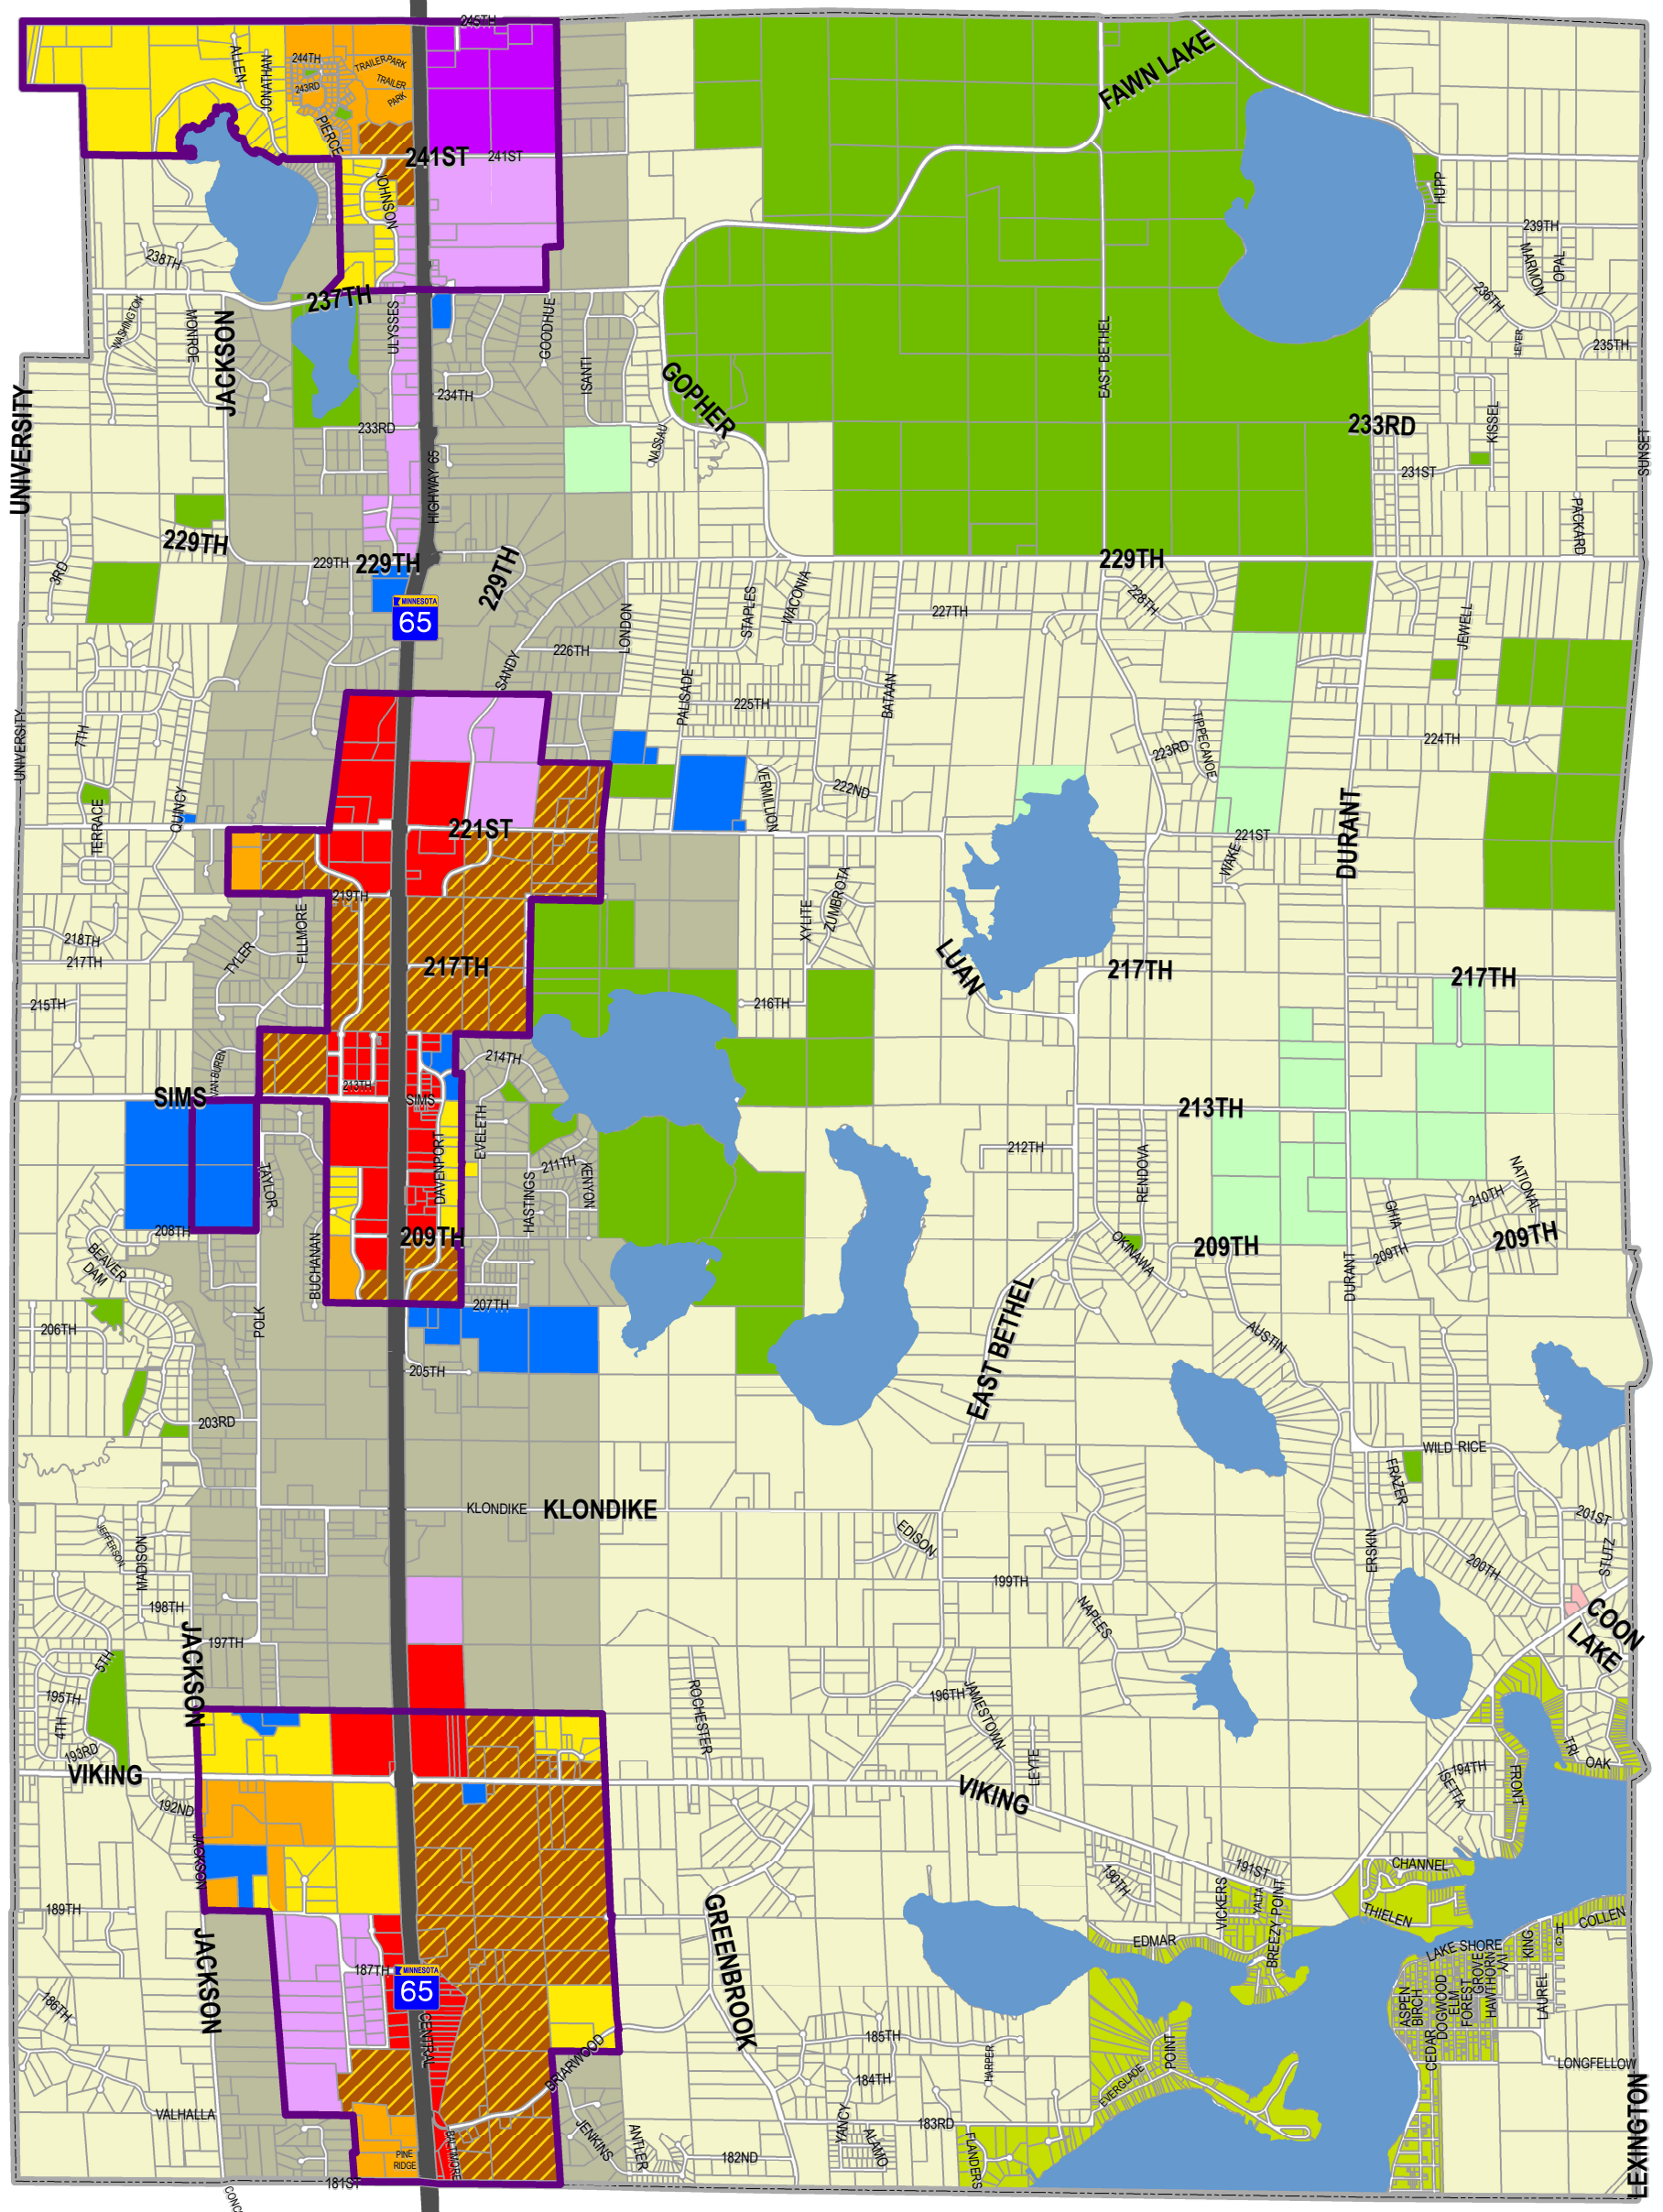 245TH
FAWN LAKE
ALLEN
JONATHAN
244TH
TRAILER PARK
243RD
TRAILER
PARK
PIERCE
241ST
241ST
JOHNSON
HUPP
239TH
MARMON
OPAL
238TH
237TH
236TH
WASHINGTON
MONROE
JACKSON
ULYSSES
GOODHUE
ISANTI
EAST BETHEL
LEVER
235TH
234TH
GOPHER
UNIVERSITY
233RD
NASSAU
233RD
KISSEL
SUNSET
HIGHWAY 65
231ST
PACKARD
229TH
3RD
229TH
229TH
229TH
229TH
228TH
MINNESOTA
65
227TH
STAPLES
WACONIA
LONDON
226TH
SANDY
JEWELL
PALISADE
225TH
BATAAN
TIPPECANOE
223RD
224TH
UNIVERSITY
7TH
TERRACE
QUINCY
VERMILLION
222ND
221ST
221ST
WAKE
DURANT
219TH
FILLMORE
TYLER
218TH
217TH
217TH
XYLITE
ZUMBROTA
LUAN
217TH
217TH
215TH
216TH
214TH
VAN BUREN
213TH
SIMS
SIMS
213TH
EVELETH
DAVENPORT
212TH
211TH
KENYON
HASTINGS
RENDOVA
TAYLOR
208TH
BUCHANAN
209TH
OKINAWA
209TH
GHIA
210TH
NATIONAL
209TH
209TH
DURANT
BEAVER
DAM
207TH
206TH
POLK
205TH
EAST BETHEL
AUSTIN
203RD
WILD RICE
FRAZER
KLONDIKE
KLONDIKE
EDISON
201ST
JEFFERSON
MADISON
ERSKIN
200TH
STUTZ
199TH
198TH
NAPLES
197TH
JACKSON
COON
LAKE
5TH
195TH
4TH
193RD
ROCHESTER
196TH
JAMESTOWN
LEYTE
TRI
OAK
194TH
ISETTA
FRONT
VIKING
VIKING
192ND
JACKSON
191ST
190TH
CHANNEL
VICKERS
YALTA
BREEZY POINT
THIELEN
189TH
EDMAR
COLLEN
LAKE SHORE
JACKSON
GREENBROOK
187TH
MINNESOTA
65
CENTRAL
186TH
ASPEN
BIRCH
CEDAR
DOGWOOD
ELM
FOREST
GROVE
HAWTHORN
IVY
KING
LAUREL
H
G
185TH
HARPER
POINT
EVERGLADE
BRIARWOOD
LONGFELLOW
184TH
VALHALLA
183RD
YANCY
ALAMO
FLANDERS
JENKINS
ANTLER
182ND
BALTIMORE
PINE
RIDGE
181ST
LEXINGTON